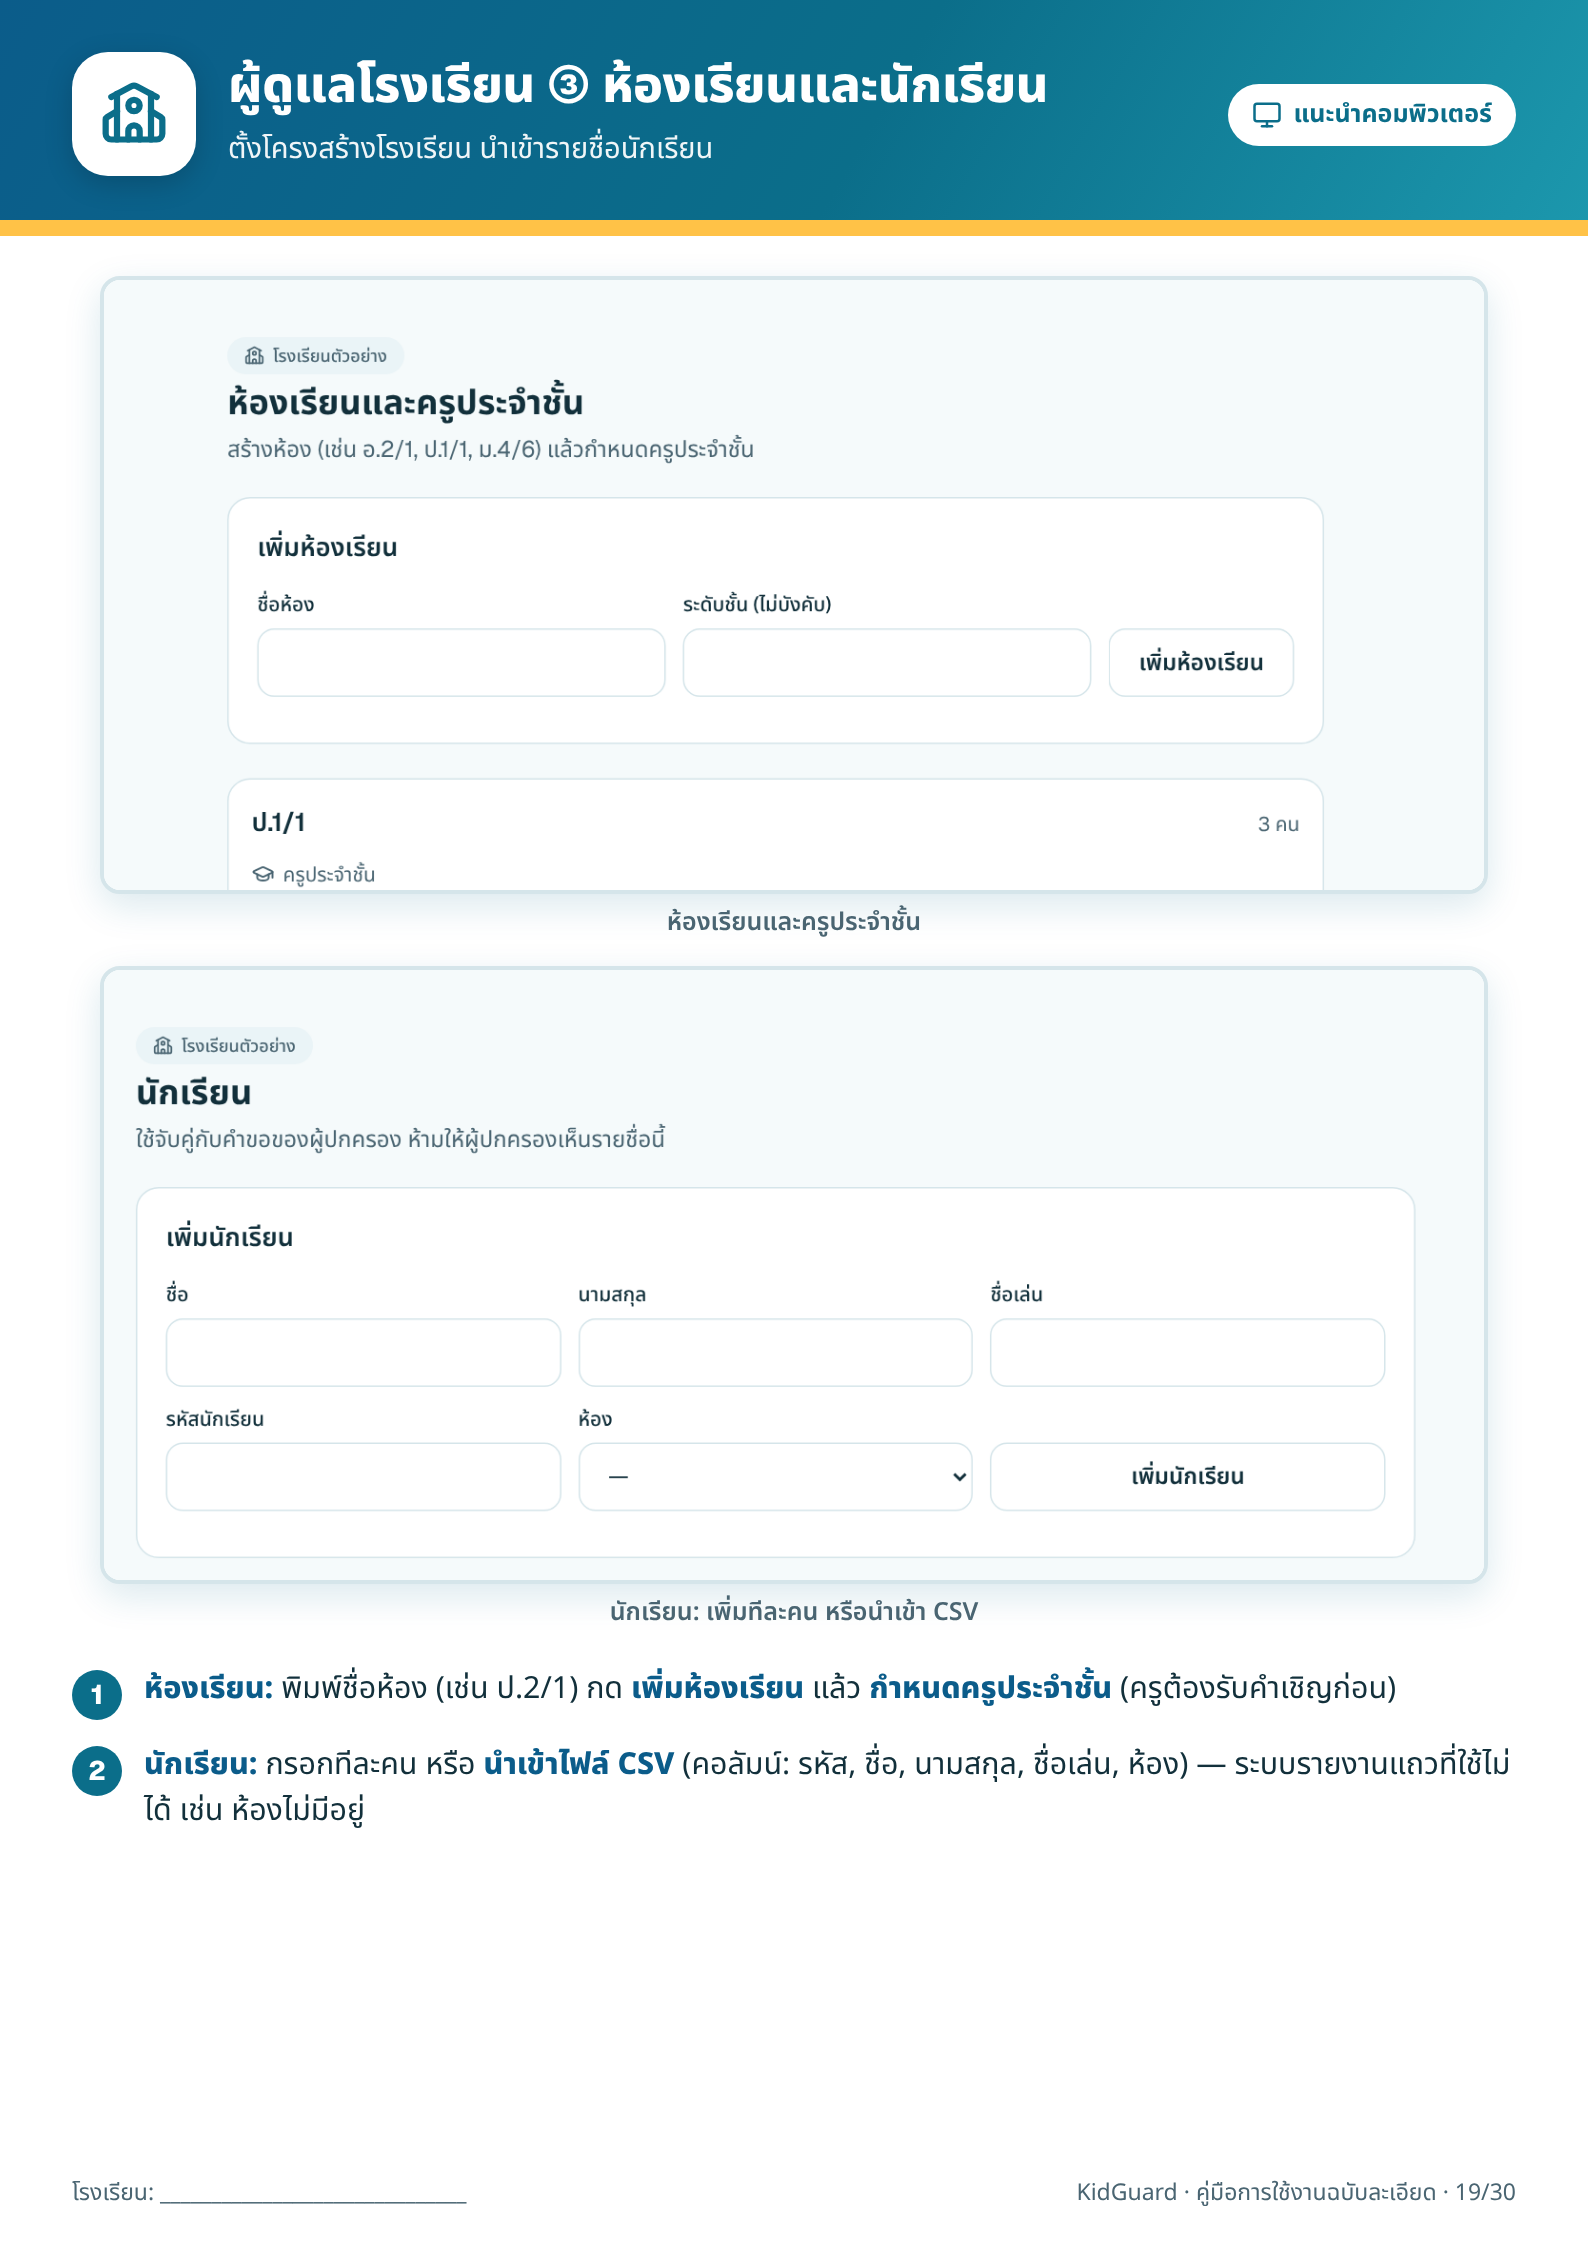 ผู้ดูแลโรงเรียน ③ ห้องเรียนและนักเรียน
ตั้งโครงสร้างโรงเรียน นำเข้ารายชื่อนักเรียน
แนะนำคอมพิวเตอร์
โรงเรียนตัวอย่าง
ห้องเรียนและครูประจำชั้น
สร้างห้อง (เช่น อ.2/1, ป.1/1, ม.4/6) แล้วกำหนดครูประจำชั้น
เพิ่มห้องเรียน
ชื่อห้อง
ระดับชั้น (ไม่บังคับ)
เพิ่มห้องเรียน
ป.1/1
3 คน
ครูประจำชั้น
ห้องเรียนและครูประจำชั้น
โรงเรียนตัวอย่าง
นักเรียน
ใช้จับคู่กับคำขอของผู้ปกครอง ห้ามให้ผู้ปกครองเห็นรายชื่อนี้
เพิ่มนักเรียน
ชื่อ
นามสกุล
ชื่อเล่น
รหัสนักเรียน
ห้อง
—
เพิ่มนักเรียน
นักเรียน: เพิ่มทีละคน หรือนำเข้า CSV
1 ห้องเรียน: พิมพ์ชื่อห้อง (เช่น ป.2/1) กด เพิ่มห้องเรียน แล้ว กำหนดครูประจำชั้น (ครูต้องรับคำเชิญก่อน)
2 นักเรียน: กรอกทีละคน หรือ นำเข้าไฟล์ CSV (คอลัมน์: รหัส, ชื่อ, นามสกุล, ชื่อเล่น, ห้อง) — ระบบรายงานแถวที่ใช้ไม่
ได้ เช่น ห้องไม่มีอยู่
โรงเรียน: ____________________________
KidGuard · คู่มือการใช้งานฉบับละเอียด · 19/30